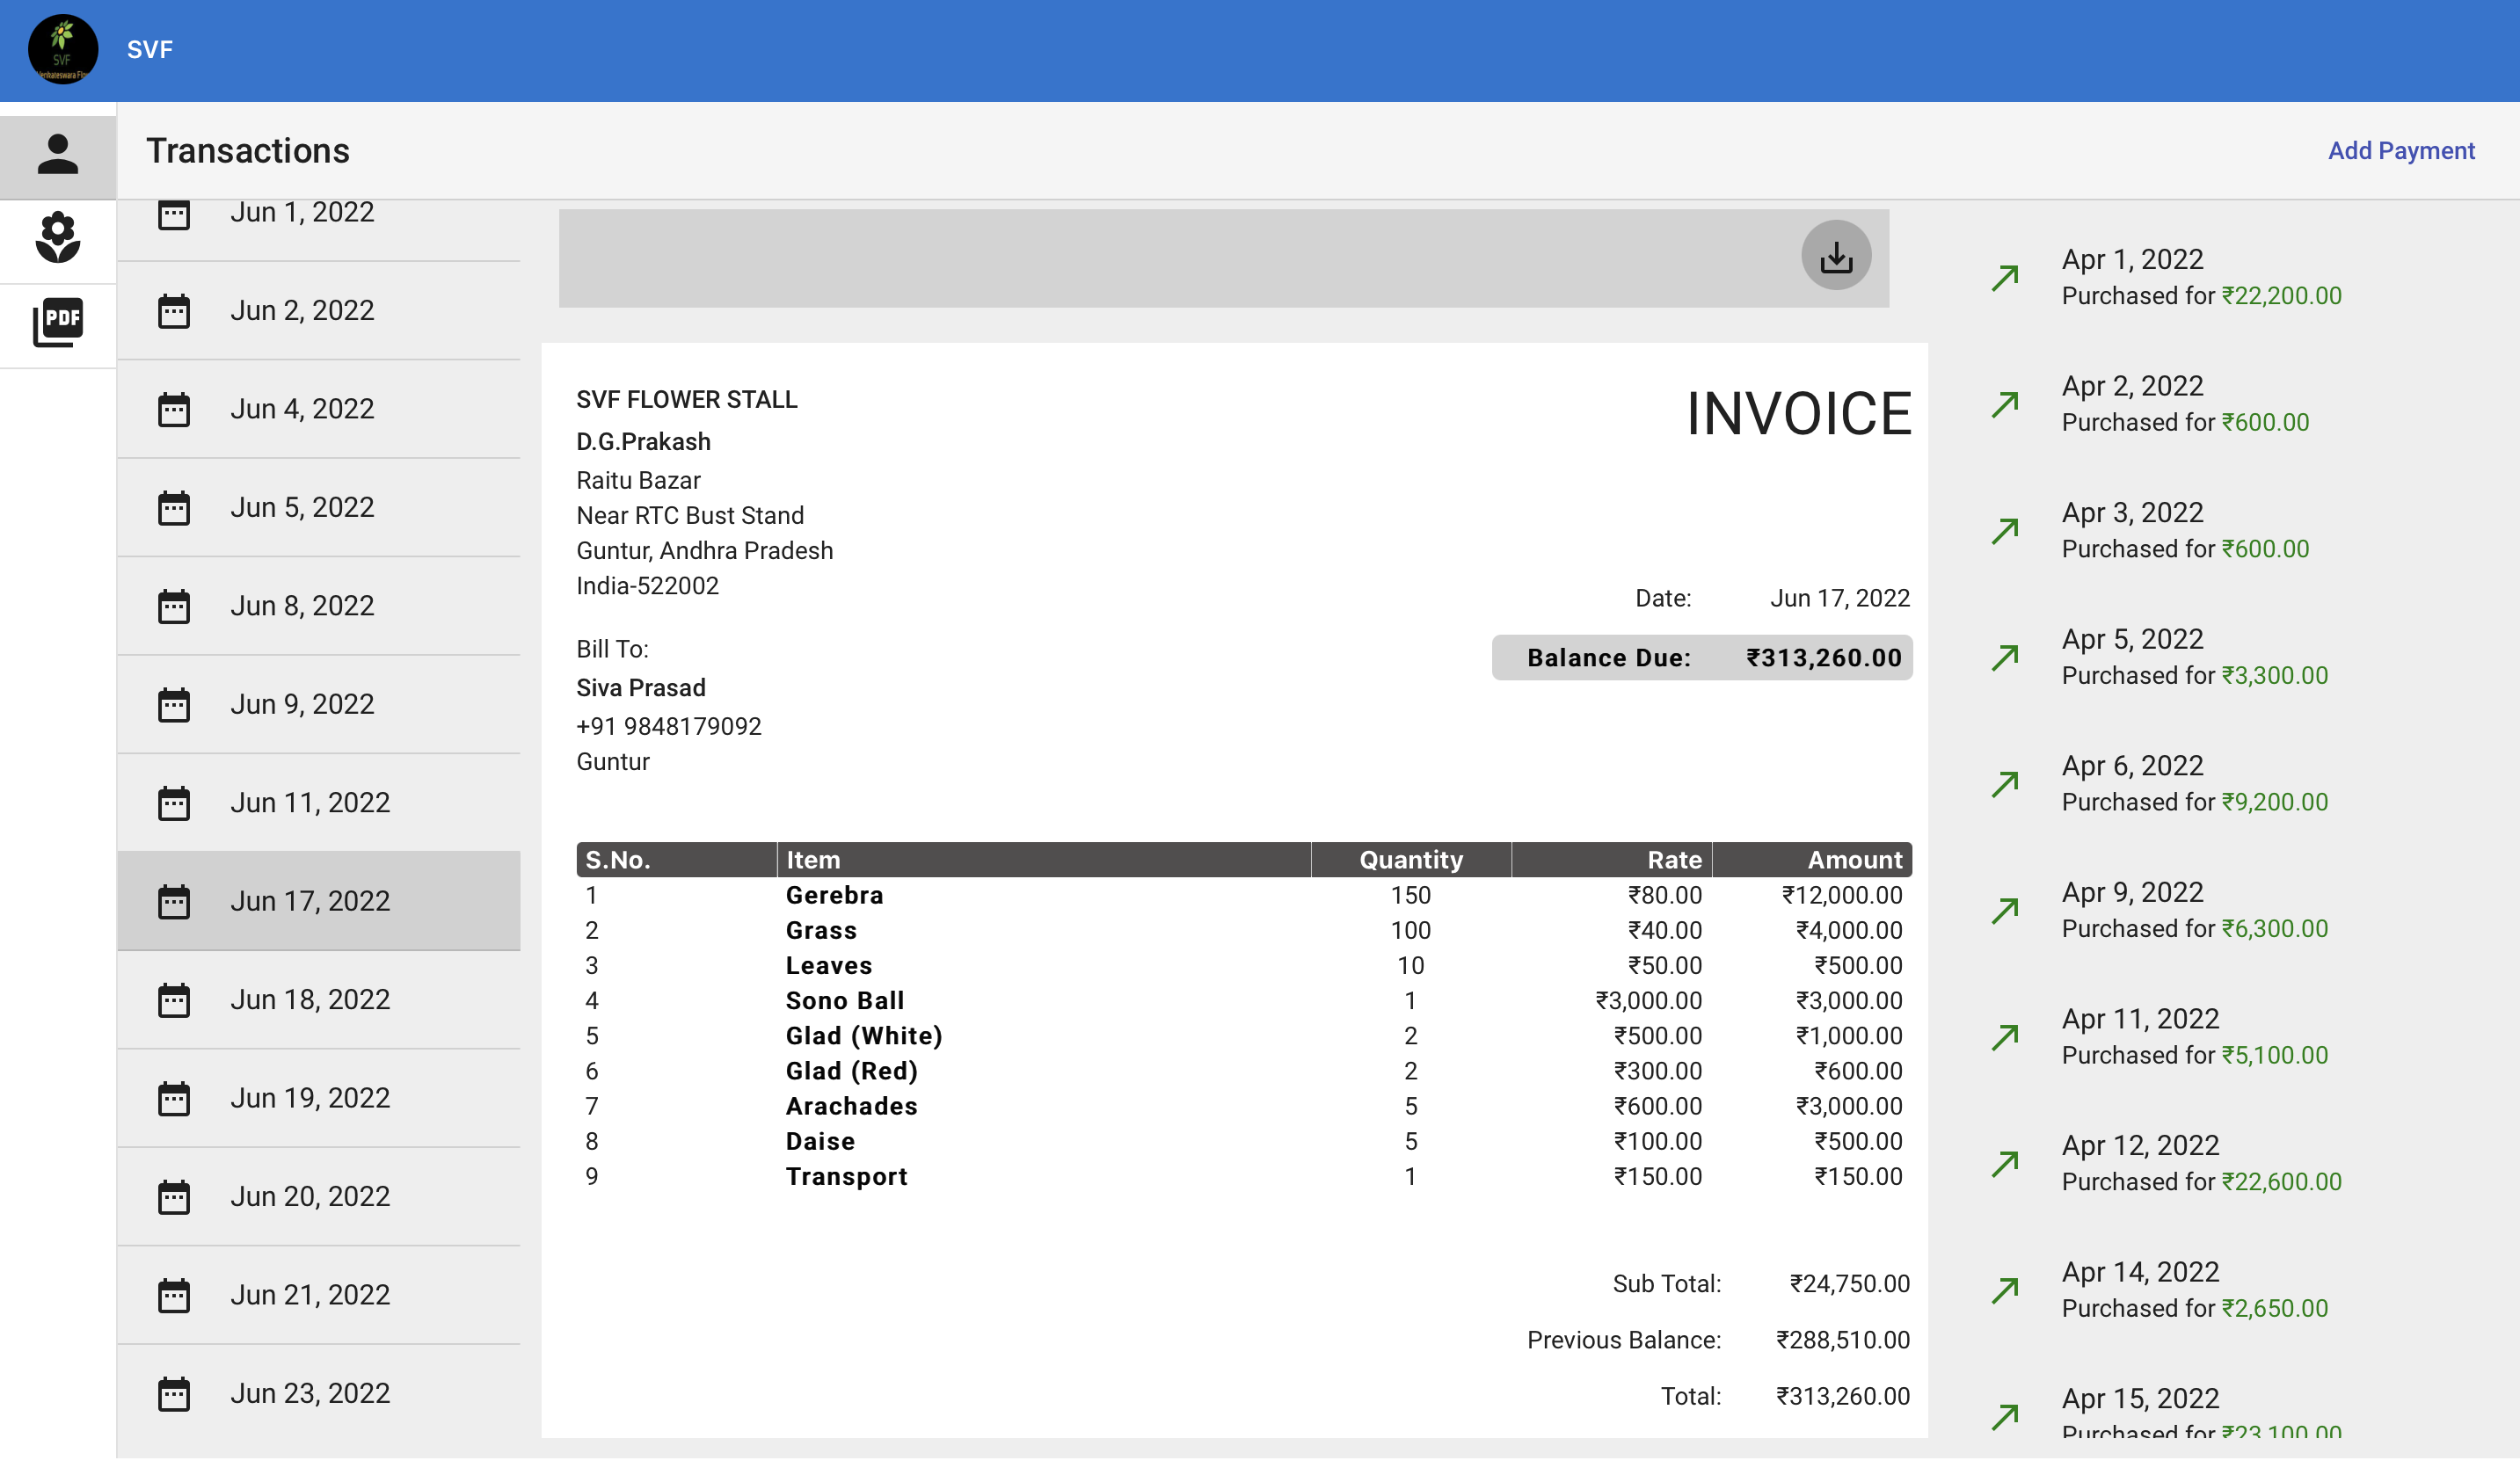 SVF
SVF
Transactions
Add Payment
PDF
Jun 1, 2022
Jun 2, 2022
Jun 4, 2022
Jun 5, 2022
Jun 8, 2022
Jun 9, 2022
Jun 11, 2022
Jun 17, 2022
Jun 18, 2022
Jun 19, 2022
Jun 20, 2022
Jun 21, 2022
Jun 23, 2022
SVF FLOWER STALL
INVOICE
D.G.Prakash
Raitu Bazar
Near RTC Bust Stand
Guntur, Andhra Pradesh
India-522002
Date: Jun 17, 2022
Balance Due: ₹313,260.00
Bill To:
Siva Prasad
+91 9848179092
Guntur
S.No. Item Quantity Rate Amount
1 Gerebra 150 ₹80.00 ₹12,000.00
2 Grass 100 ₹40.00 ₹4,000.00
3 Leaves 10 ₹50.00 ₹500.00
4 Sono Ball 1 ₹3,000.00 ₹3,000.00
5 Glad (White) 2 ₹500.00 ₹1,000.00
6 Glad (Red) 2 ₹300.00 ₹600.00
7 Arachades 5 ₹600.00 ₹3,000.00
8 Daise 5 ₹100.00 ₹500.00
9 Transport 1 ₹150.00 ₹150.00
Sub Total: ₹24,750.00
Previous Balance: ₹288,510.00
Total: ₹313,260.00
Apr 1, 2022
Purchased for ₹22,200.00
Apr 2, 2022
Purchased for ₹600.00
Apr 3, 2022
Purchased for ₹600.00
Apr 5, 2022
Purchased for ₹3,300.00
Apr 6, 2022
Purchased for ₹9,200.00
Apr 9, 2022
Purchased for ₹6,300.00
Apr 11, 2022
Purchased for ₹5,100.00
Apr 12, 2022
Purchased for ₹22,600.00
Apr 14, 2022
Purchased for ₹2,650.00
Apr 15, 2022
Purchased for ₹23,100.00